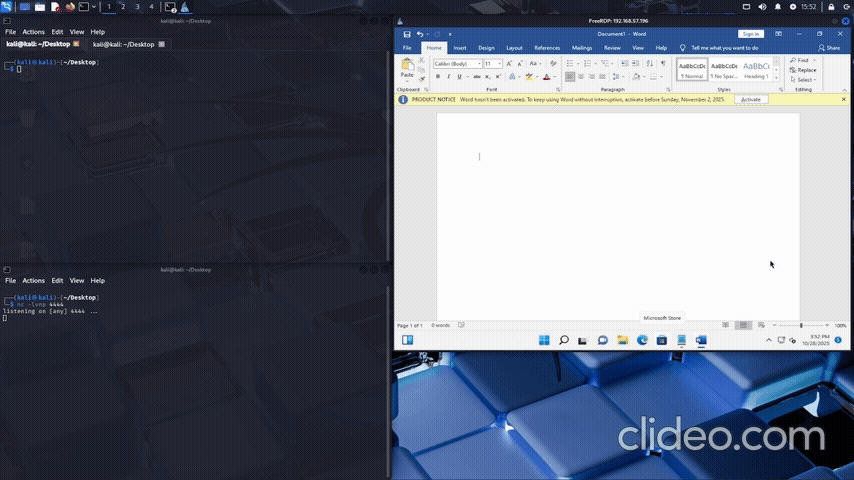 1 2 3 4
15:52
kali@kali: ~/Desktop
File Actions Edit View Help
kali@kali: ~/Desktop
kali@kali: ~/Desktop
(kali㉿kali)-[~/Desktop]
$
kali@kali: ~/Desktop
File Actions Edit View Help
(kali㉿kali)-[~/Desktop]
$ nc -lvnp 4444
listening on [any] 4444 ...
FreeRDP: 192.168.57.196
Document1 - Word
Sign in
File Home Insert Design Layout References Mailings Review View Help Tell me what you want to do Share
Paste
Calibri (Body) 11
AaBbCcDc AaBbCcDc AaBbCc
¶ Normal ¶ No Spac... Heading 1
Find
Replace
Select
Clipboard Font Paragraph Styles Editing
PRODUCT NOTICE Word hasn't been activated. To keep using Word without interruption, activate before Sunday, November 2, 2025. Activate
Microsoft Store
Page 1 of 1 0 words 100%
3:52 PM
10/28/2025
clideo.com